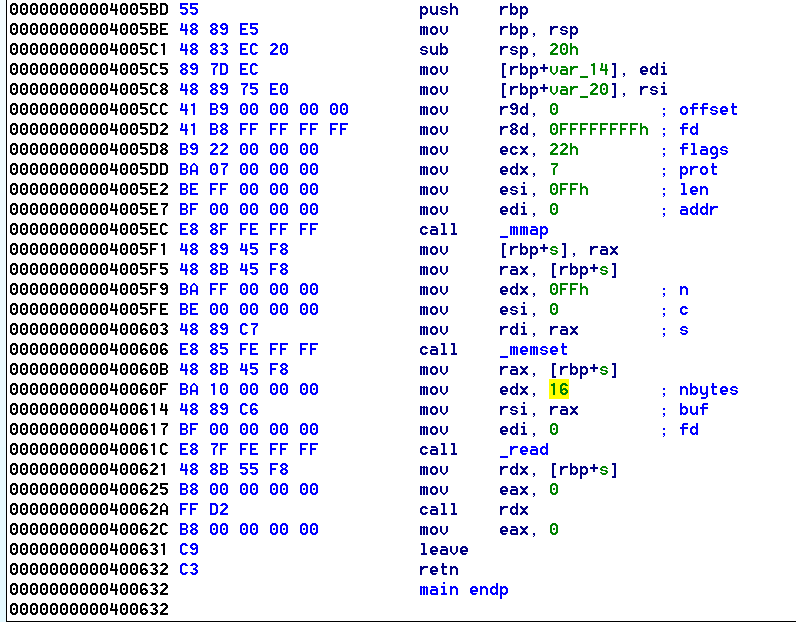 00000000004005BD 55 push rbp
00000000004005BE 48 89 E5 mov rbp, rsp
00000000004005C1 48 83 EC 20 sub rsp, 20h
00000000004005C5 89 7D EC mov [rbp+var_14], edi
00000000004005C8 48 89 75 E0 mov [rbp+var_20], rsi
00000000004005CC 41 B9 00 00 00 00 mov r9d, 0 ; offset
00000000004005D2 41 B8 FF FF FF FF mov r8d, 0FFFFFFFFh ; fd
00000000004005D8 B9 22 00 00 00 mov ecx, 22h ; flags
00000000004005DD BA 07 00 00 00 mov edx, 7 ; prot
00000000004005E2 BE FF 00 00 00 mov esi, 0FFh ; len
00000000004005E7 BF 00 00 00 00 mov edi, 0 ; addr
00000000004005EC E8 8F FE FF FF call _mmap
00000000004005F1 48 89 45 F8 mov [rbp+s], rax
00000000004005F5 48 8B 45 F8 mov rax, [rbp+s]
00000000004005F9 BA FF 00 00 00 mov edx, 0FFh ; n
00000000004005FE BE 00 00 00 00 mov esi, 0 ; c
0000000000400603 48 89 C7 mov rdi, rax ; s
0000000000400606 E8 85 FE FF FF call _memset
000000000040060B 48 8B 45 F8 mov rax, [rbp+s]
000000000040060F BA 10 00 00 00 mov edx, 16 ; nbytes
0000000000400614 48 89 C6 mov rsi, rax ; buf
0000000000400617 BF 00 00 00 00 mov edi, 0 ; fd
000000000040061C E8 7F FE FF FF call _read
0000000000400621 48 8B 55 F8 mov rdx, [rbp+s]
0000000000400625 B8 00 00 00 00 mov eax, 0
000000000040062A FF D2 call rdx
000000000040062C B8 00 00 00 00 mov eax, 0
0000000000400631 C9 leave
0000000000400632 C3 retn
0000000000400632 main endp
0000000000400632